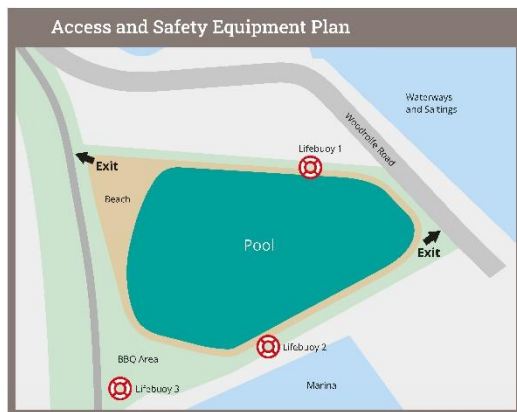 Access and Safety Equipment Plan
Waterways
and Saltings
Woodrolfe Road
Lifebuoy 1
Exit
Beach
Pool
Exit
Lifebuoy 2
BBQ Area
Lifebuoy 3
Marina